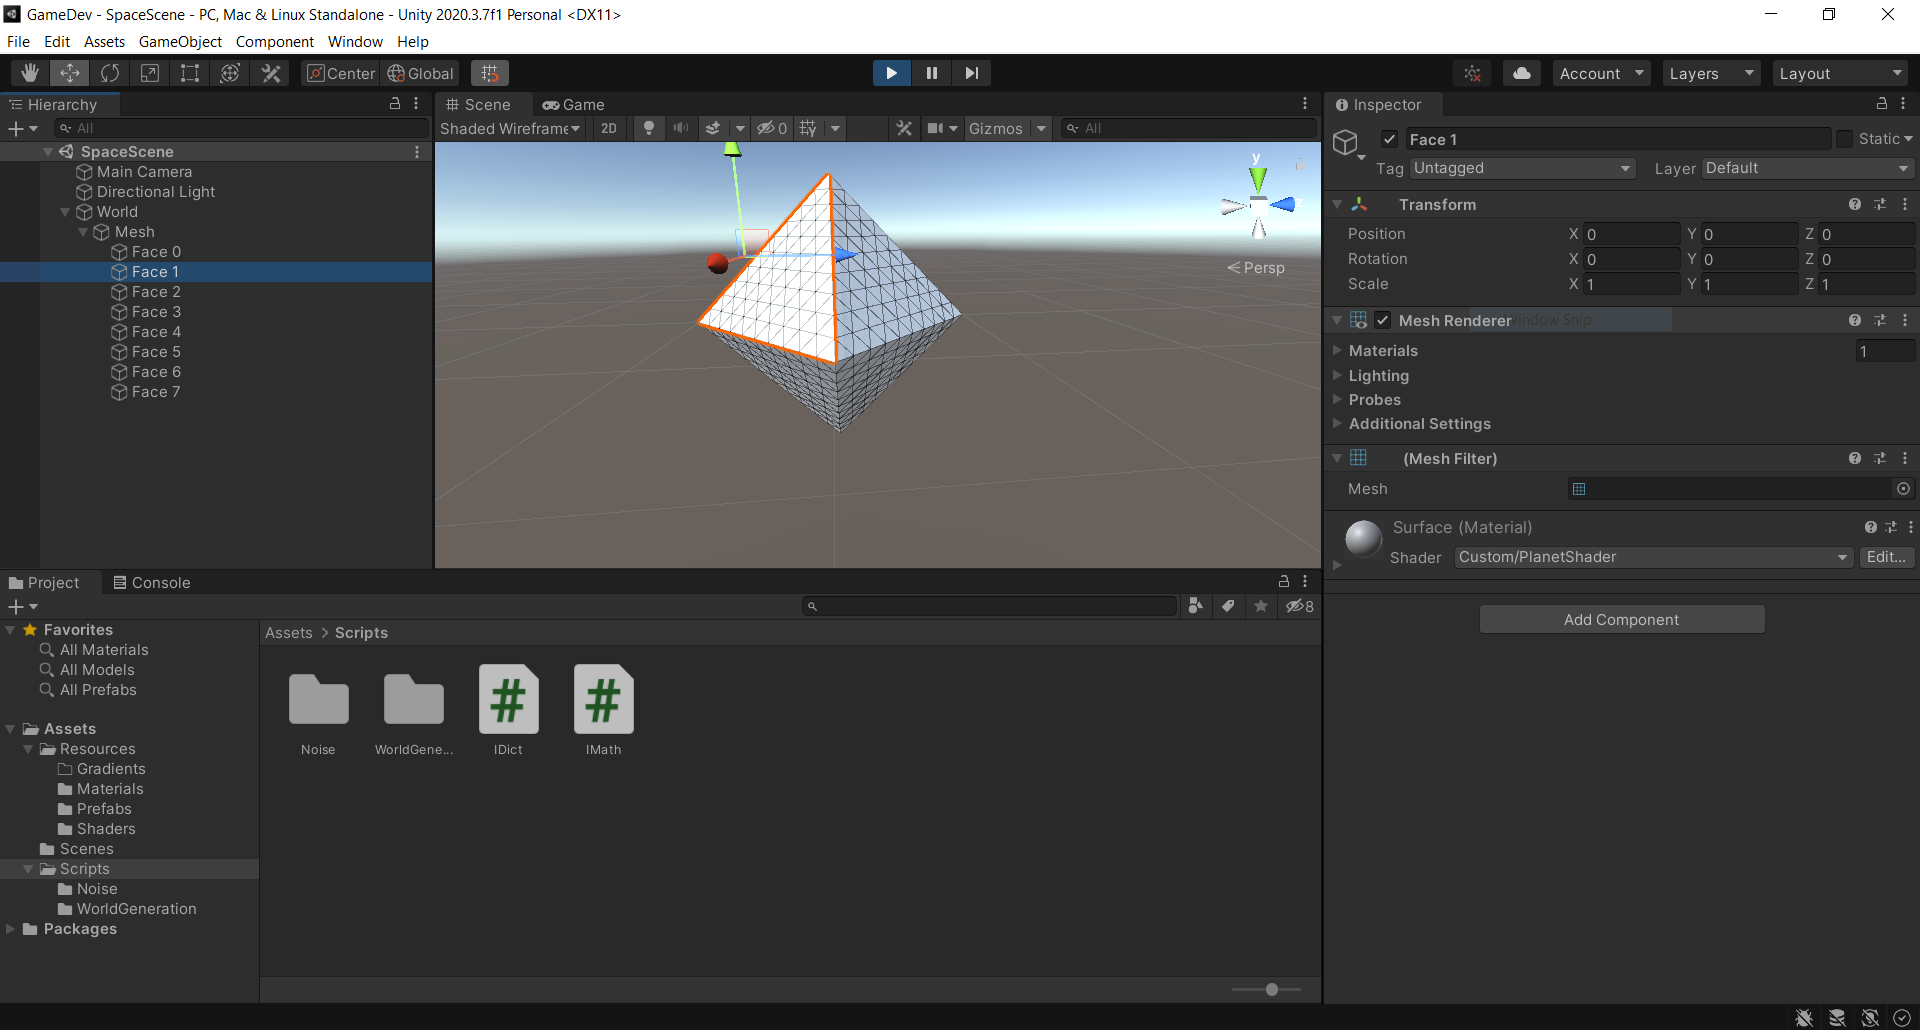 GameDev - SpaceScene - PC, Mac & Linux Standalone - Unity 2020.3.7f1 Personal <DX11>
File Edit Assets GameObject Component Window Help
Center Global Account Layers Layout
Hierarchy
All
SpaceScene
Main Camera
Directional Light
World
Mesh
Face 0
Face 1
Face 2
Face 3
Face 4
Face 5
Face 6
Face 7
Scene Game
Shaded Wireframe 2D 0 Gizmos All
y
Persp
Inspector
Face 1 Static
Tag Untagged Layer Default
Transform
Position X 0 Y 0 Z 0
Rotation X 0 Y 0 Z 0
Scale X 1 Y 1 Z 1
Mesh Renderer Window Snip
Materials 1
Lighting
Probes
Additional Settings
(Mesh Filter)
Mesh
Surface (Material)
Shader Custom/PlanetShader Edit...
Add Component
Project Console
8
Favorites
All Materials
All Models
All Prefabs
Assets
Resources
Gradients
Materials
Prefabs
Shaders
Scenes
Scripts
Noise
WorldGeneration
Packages
Assets > Scripts
Noise WorldGene... IDict IMath